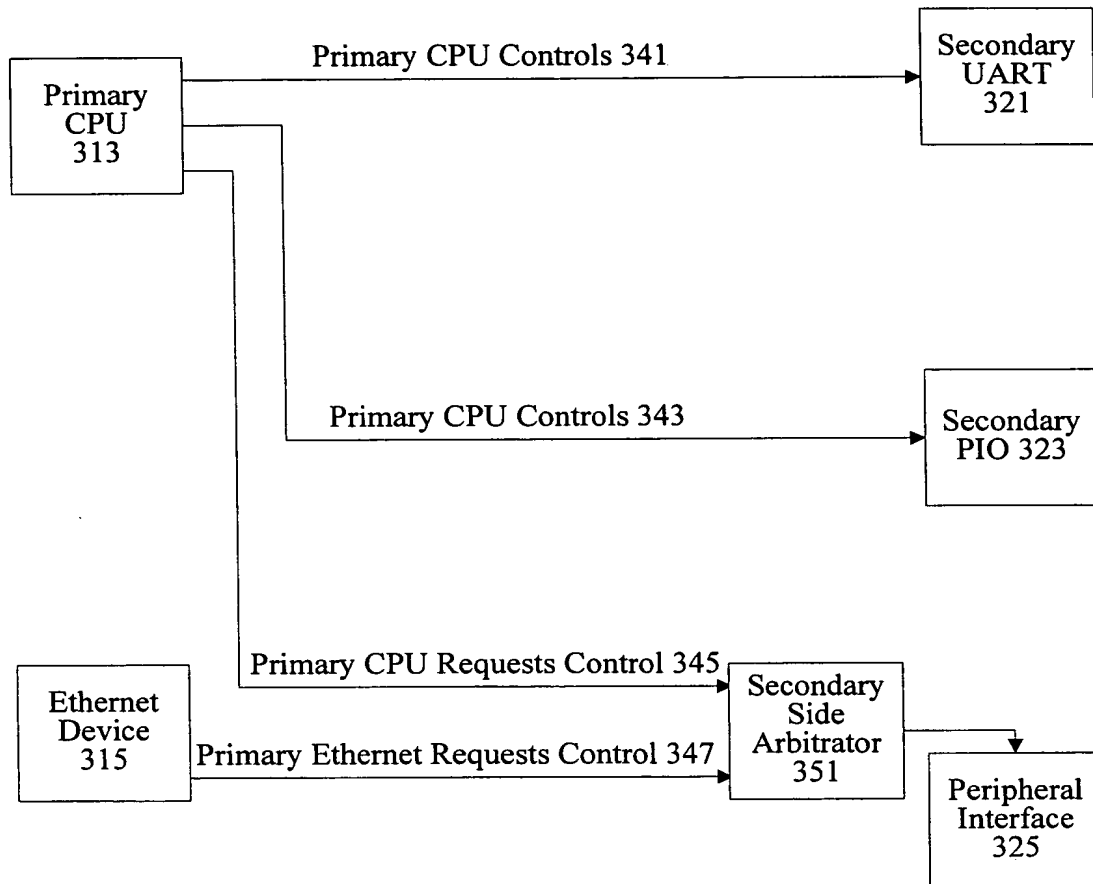 Primary CPU Controls 341
Secondary
UART
321
Primary
CPU
313
Primary CPU Controls 343
Secondary
PIO 323
Primary CPU Requests Control 345
Ethernet
Device
315
Primary Ethernet Requests Control 347
Secondary
Side
Arbitrator
351
Peripheral
Interface
325